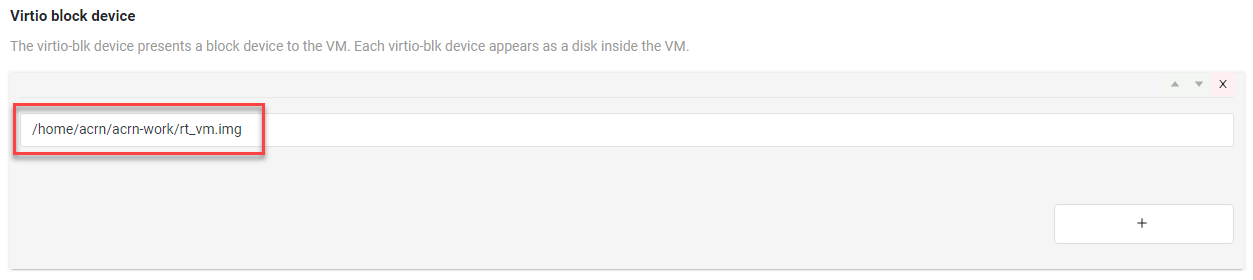 Virtio block device
The virtio-blk device presents a block device to the VM. Each virtio-blk device appears as a disk inside the VM.
X
/home/acrn/acrn-work/rt_vm.img
+